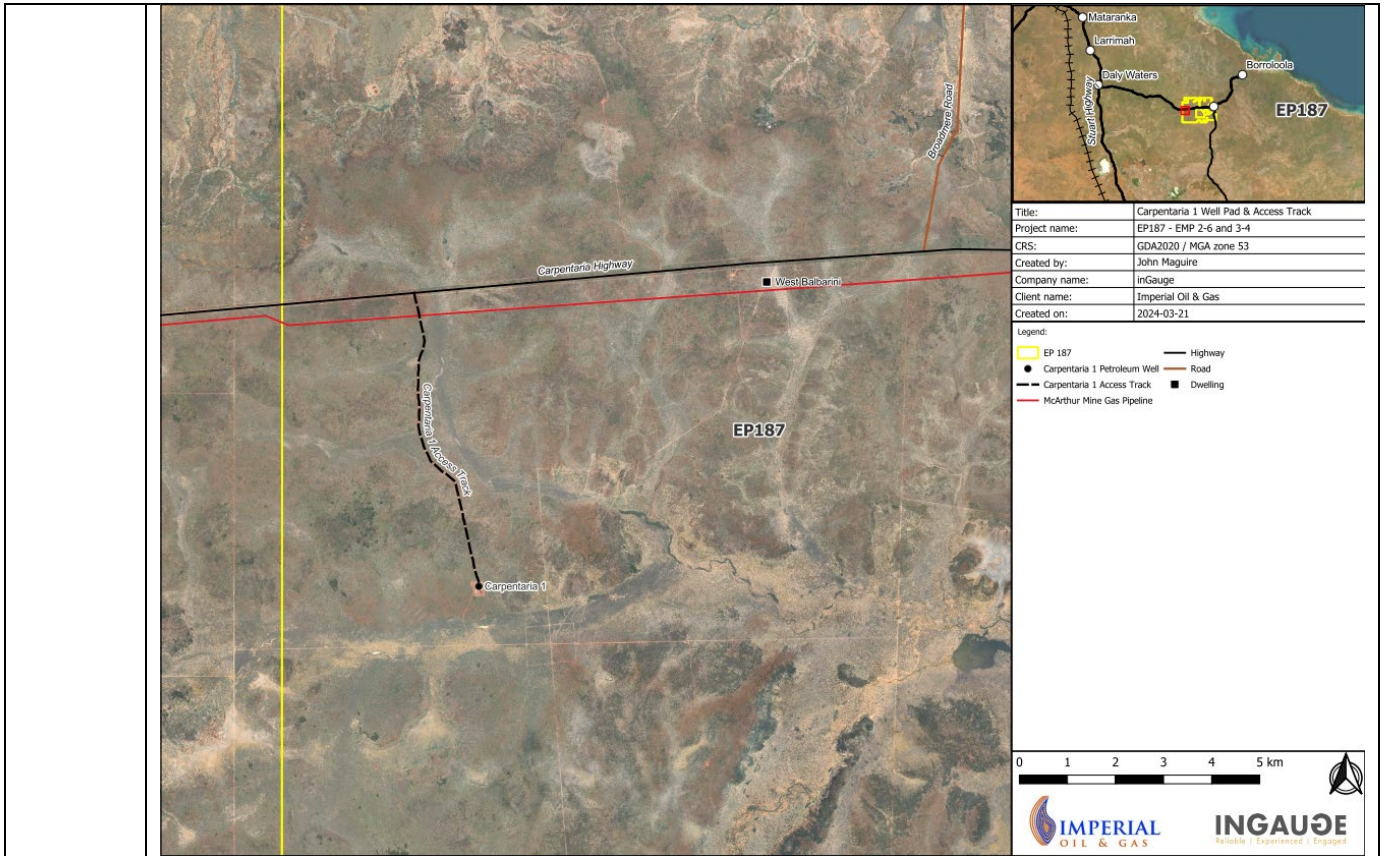 Broadmere Road
Carpentaria Highway
West Balbarini
Carpentaria 1 Access Track
EP187
Carpentaria 1
Mataranka
Larrimah
Daly Waters
Borroloola
Stuart Highway
EP187
Title: Carpentaria 1 Well Pad & Access Track
Project name: EP187 - EMP 2-6 and 3-4
CRS: GDA2020 / MGA zone 53
Created by: John Maguire
Company name: inGauge
Client name: Imperial Oil & Gas
Created on: 2024-03-21
Legend:
EP 187 Highway
Carpentaria 1 Petroleum Well Road
Carpentaria 1 Access Track Dwelling
McArthur Mine Gas Pipeline
0 1 2 3 4 5 km
IMPERIAL
OIL & GAS
INGAUGE
Reliable | Experienced | Engaged